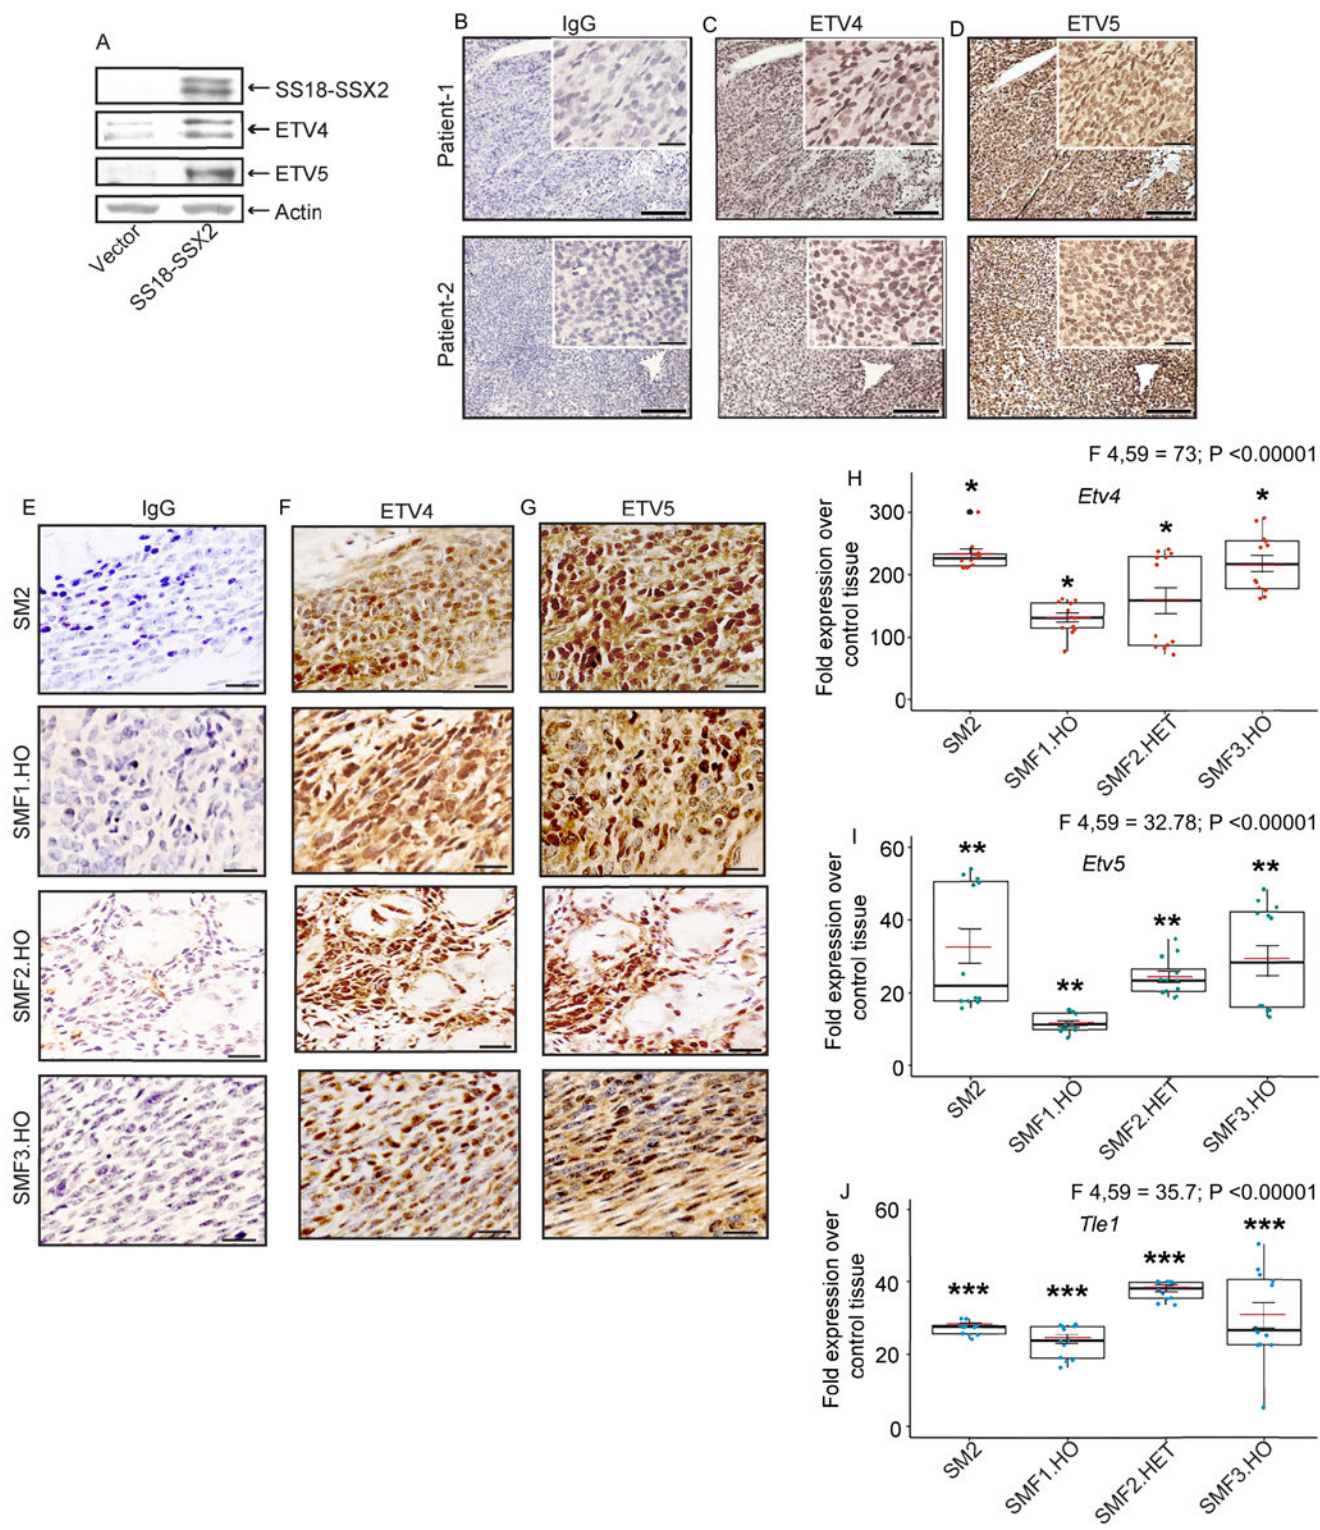 A
SS18-SSX2
ETV4
ETV5
Actin
Vector
SS18-SSX2
B
IgG
C
ETV4
D
ETV5
Patient-1
Patient-2
E
IgG
F
ETV4
G
ETV5
SM2
SMF1.HO
SMF2.HO
SMF3.HO
F 4,59 = 73; P <0.00001
H
Etv4
* * * *
Fold expression over
control tissue
300
200
100
0
SM2
SMF1.HO
SMF2.HET
SMF3.HO
F 4,59 = 32.78; P <0.00001
I
Etv5
** ** ** **
Fold expression over
control tissue
60
40
20
0
SM2
SMF1.HO
SMF2.HET
SMF3.HO
J
F 4,59 = 35.7; P <0.00001
Tle1
*** *** *** ***
Fold expression over
control tissue
60
40
20
0
SM2
SMF1.HO
SMF2.HET
SMF3.HO